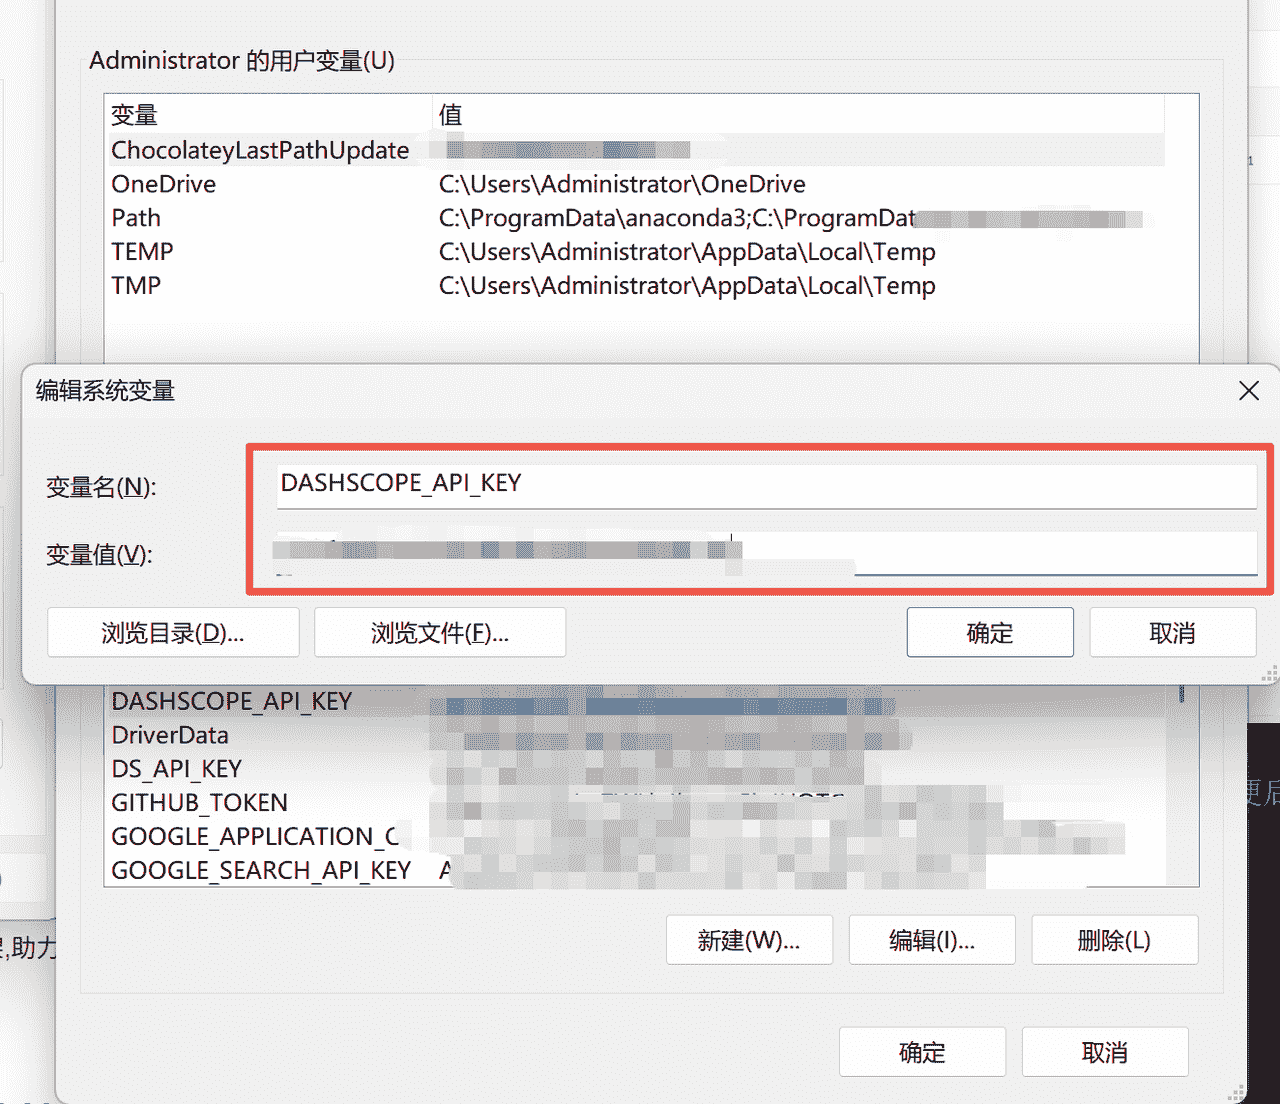 Administrator 的用户变量(U)
变量 值
ChocolateyLastPathUpdate
OneDrive C:\Users\Administrator\OneDrive
Path C:\ProgramData\anaconda3;C:\ProgramDat
TEMP C:\Users\Administrator\AppData\Local\Temp
TMP C:\Users\Administrator\AppData\Local\Temp
编辑系统变量
变量名(N): DASHSCOPE_API_KEY
变量值(V):
浏览目录(D)... 浏览文件(F)... 确定 取消
DASHSCOPE_API_KEY
DriverData
DS_API_KEY
GITHUB_TOKEN
GOOGLE_APPLICATION_C
GOOGLE_SEARCH_API_KEY A
新建(W)... 编辑(I)... 删除(L)
,助力
确定 取消